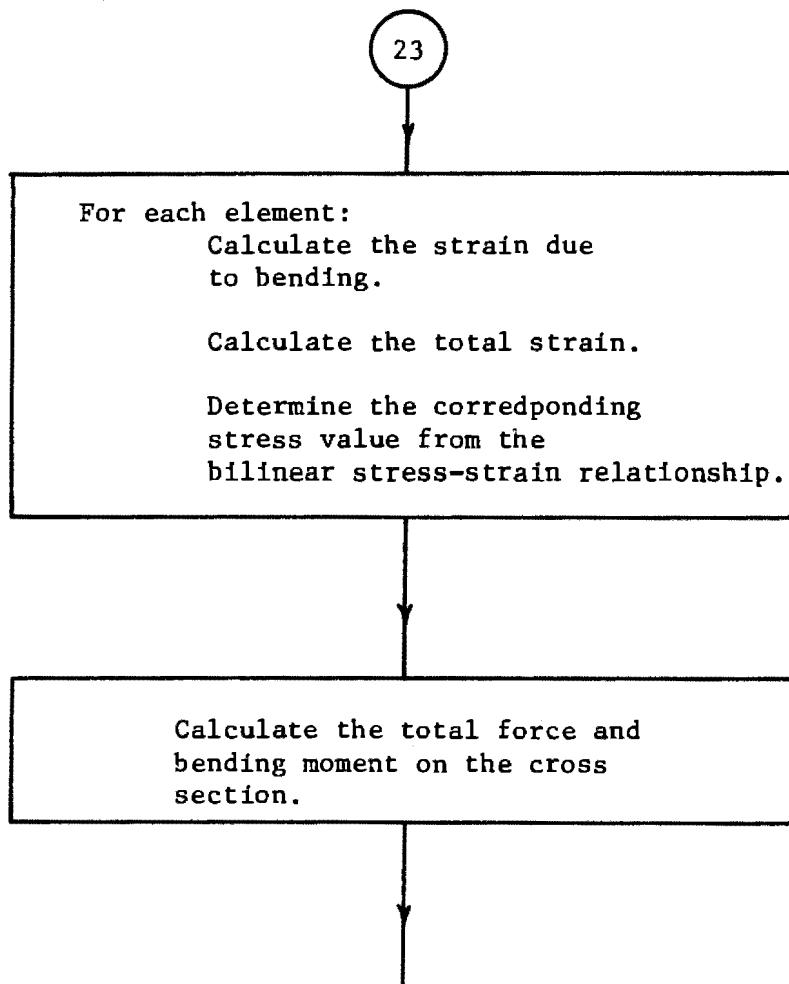 23
For each element:
Calculate the strain due
to bending.
Calculate the total strain.
Determine the corredponding
stress value from the
bilinear stress-strain relationship.
Calculate the total force and
bending moment on the cross
section.